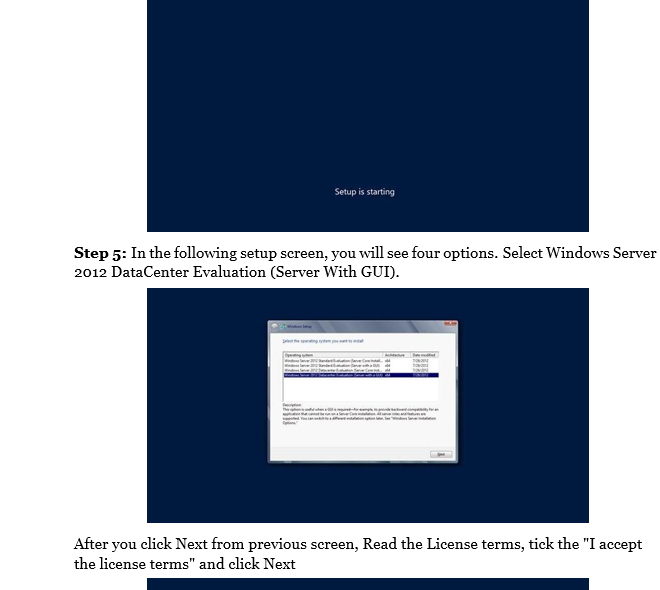 Setup is starting
Step 5: In the following setup screen, you will see four options. Select Windows Server
2012 DataCenter Evaluation (Server With GUI).
Windows Setup
Select the operating system you want to install
Operating system Architecture Date modified
Windows Server 2012 Standard Evaluation (Server Core Install... x64 7/26/2012
Windows Server 2012 Standard Evaluation (Server with a GUI) x64 7/26/2012
Windows Server 2012 Datacenter Evaluation (Server Core Inst... x64 7/26/2012
Windows Server 2012 Datacenter Evaluation (Server with a GUI) x64 7/26/2012
Description:
This option is useful when a GUI is required—for example, to provide backward compatibility for an
application that cannot be run on a Server Core installation. All server roles and features are
supported. You can switch to a different installation option later. See "Windows Server Installation
Options."
Next
After you click Next from previous screen, Read the License terms, tick the "I accept
the license terms" and click Next